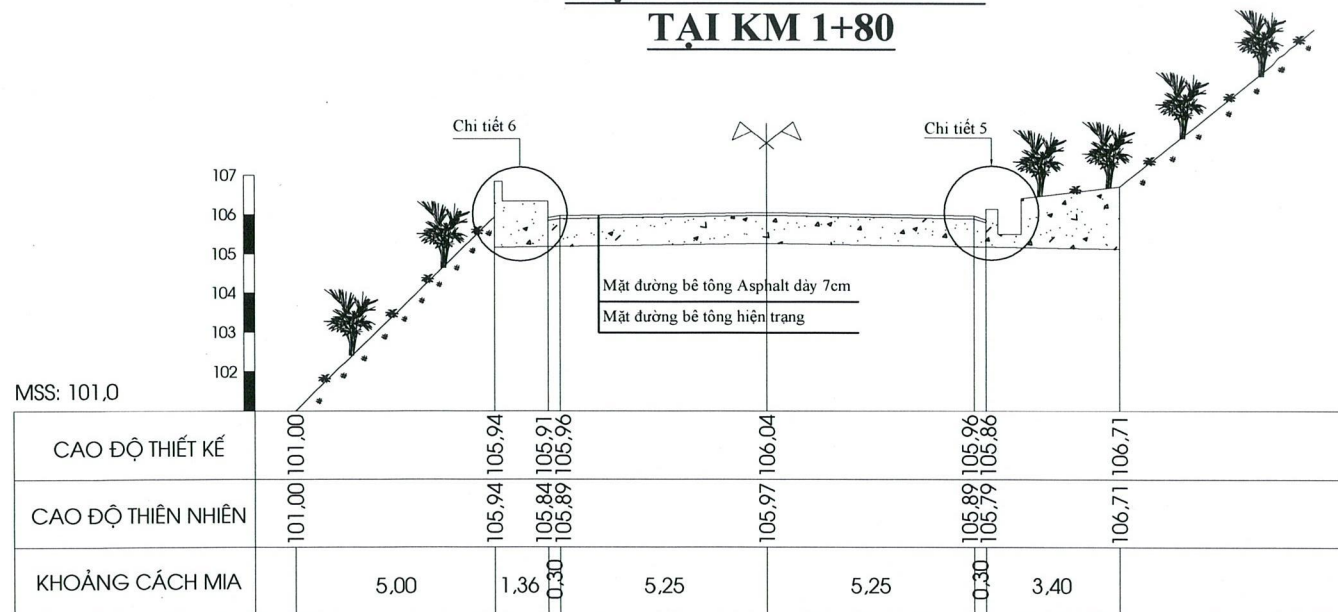 TẠI KM 1+80
Chi tiết 6
Chi tiết 5
107
106
105
104
103
102
Mặt đường bê tông Asphalt dày 7cm
Mặt đường bê tông hiện trạng
MSS: 101,0
CAO ĐỘ THIẾT KẾ 101,00 105,94 105,91 105,96 106,04 105,96 105,86 106,71
CAO ĐỘ THIÊN NHIÊN 101,00 105,94 105,84 105,89 105,97 105,89 105,79 106,71
KHOẢNG CÁCH MIA 5,00 1,36 0,30 5,25 5,25 0,30 3,40